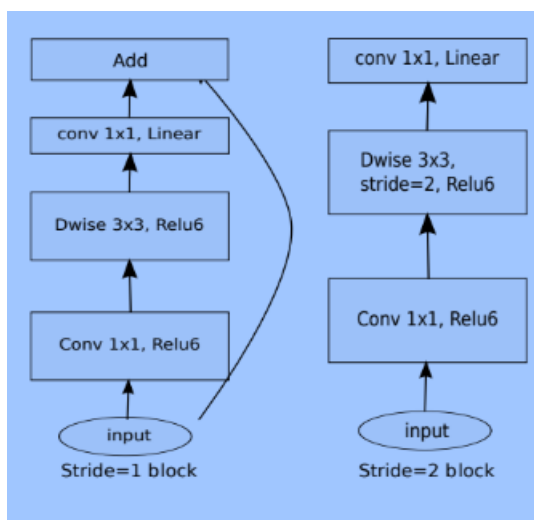 Add
conv 1x1, Linear
Dwise 3x3, Relu6
Conv 1x1, Relu6
input
Stride=1 block
conv 1x1, Linear
Dwise 3x3,
stride=2, Relu6
Conv 1x1, Relu6
input
Stride=2 block